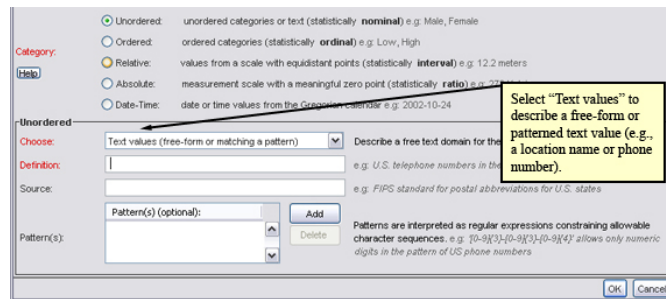 Category:
Help
Unordered: unordered categories or text (statistically nominal) e.g: Male, Female
Ordered: ordered categories (statistically ordinal) e.g: Low, High
Relative: values from a scale with equidistant points (statistically interval) e.g: 12.2 meters
Absolute: measurement scale with a meaningful zero point (statistically ratio) e.g: 27
Date-Time: date or time values from the Gregorian calendar e.g: 2002-10-24
Select “Text values” to
describe a free-form or
patterned text value (e.g.,
a location name or phone
number).
Unordered
Choose: Text values (free-form or matching a pattern) Describe a free text domain for the
Definition: e.g: U.S. telephone numbers in the
Source: e.g: FIPS standard for postal abbreviations for U.S. states
Pattern(s):
Pattern(s) (optional):
Add
Delete
Patterns are interpreted as regular expressions constraining allowable
character sequences. e.g: '[0-9]{3}-[0-9]{3}-[0-9]{4}' allows only numeric
digits in the pattern of US phone numbers
OK Cancel